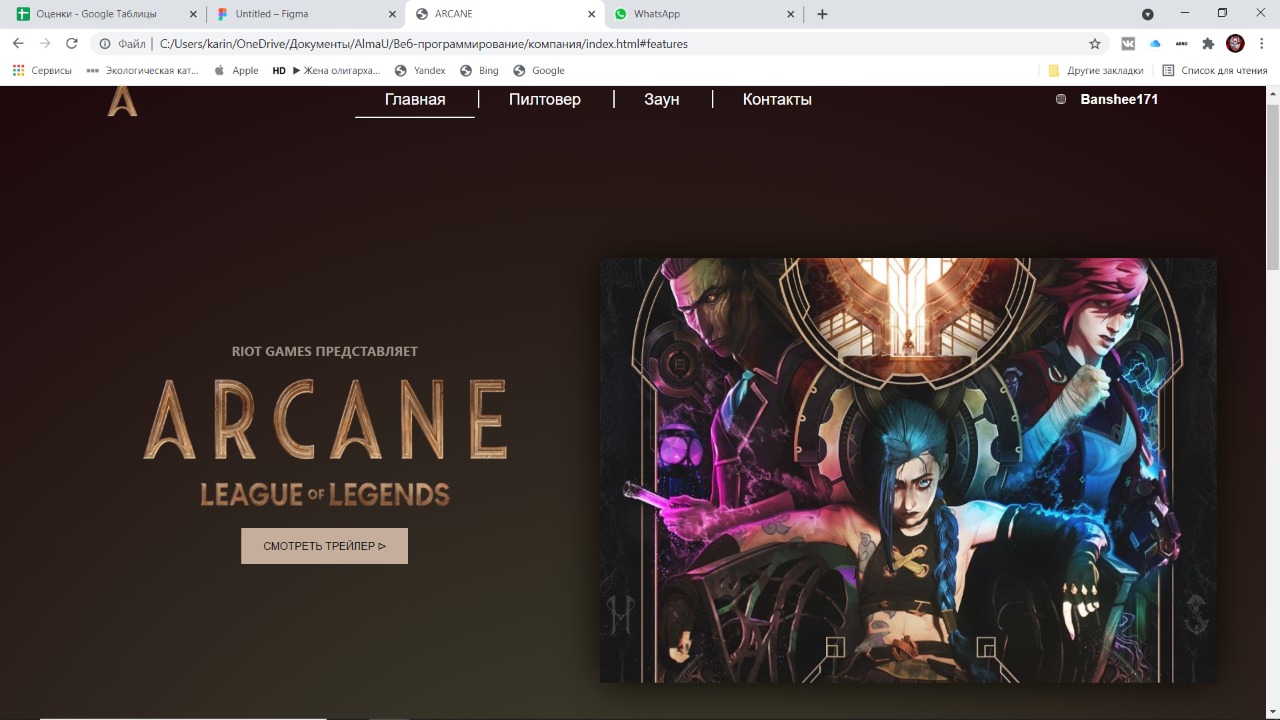 Оценки - Google Таблицы
Untitled – Figma
ARCANE
WhatsApp
Файл | C:/Users/karin/OneDrive/Документы/AlmaU/Веб-программирование/кömпания/index.html#features
Сервисы
Экологическая кат...
Apple
HD ▶ Жена олигарха...
Yandex
Bing
Google
Другие закладки
Список для чтения
A
Главная
Пилтовер
Заун
Контакты
Banshee171
RIOT GAMES ПРЕДСТАВЛЯЕТ
ARCANE
LEAGUE OF LEGENDS
СМОТРЕТЬ ТРЕЙЛЕР ⊳